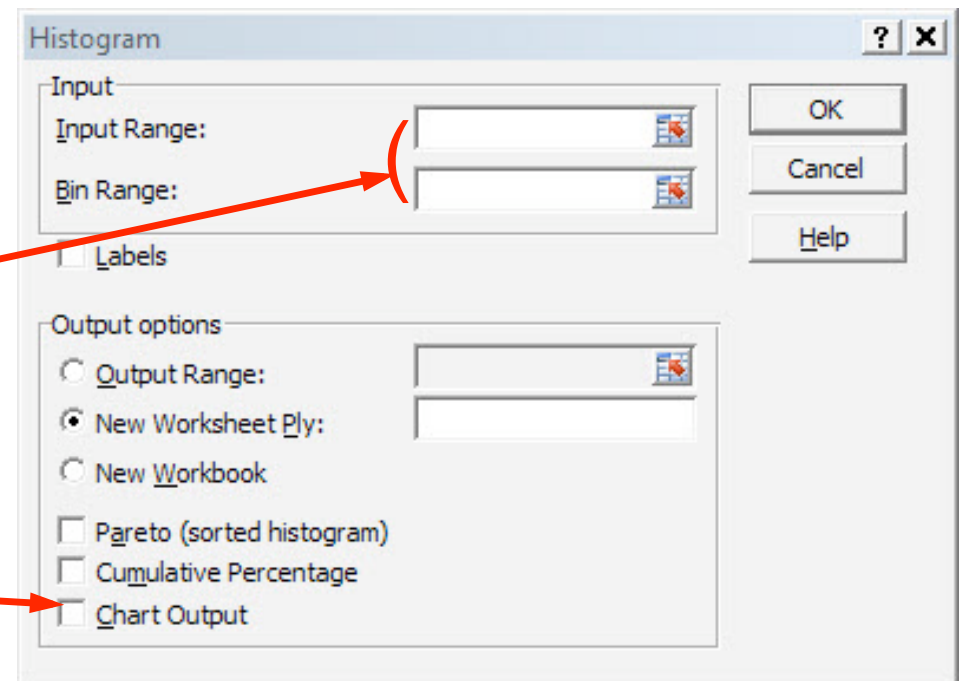 Histogram
Input
Input Range:
Bin Range:
Labels
OK
Cancel
Help
Output options
Output Range:
New Worksheet Ply:
New Workbook
Pareto (sorted histogram)
Cumulative Percentage
Chart Output